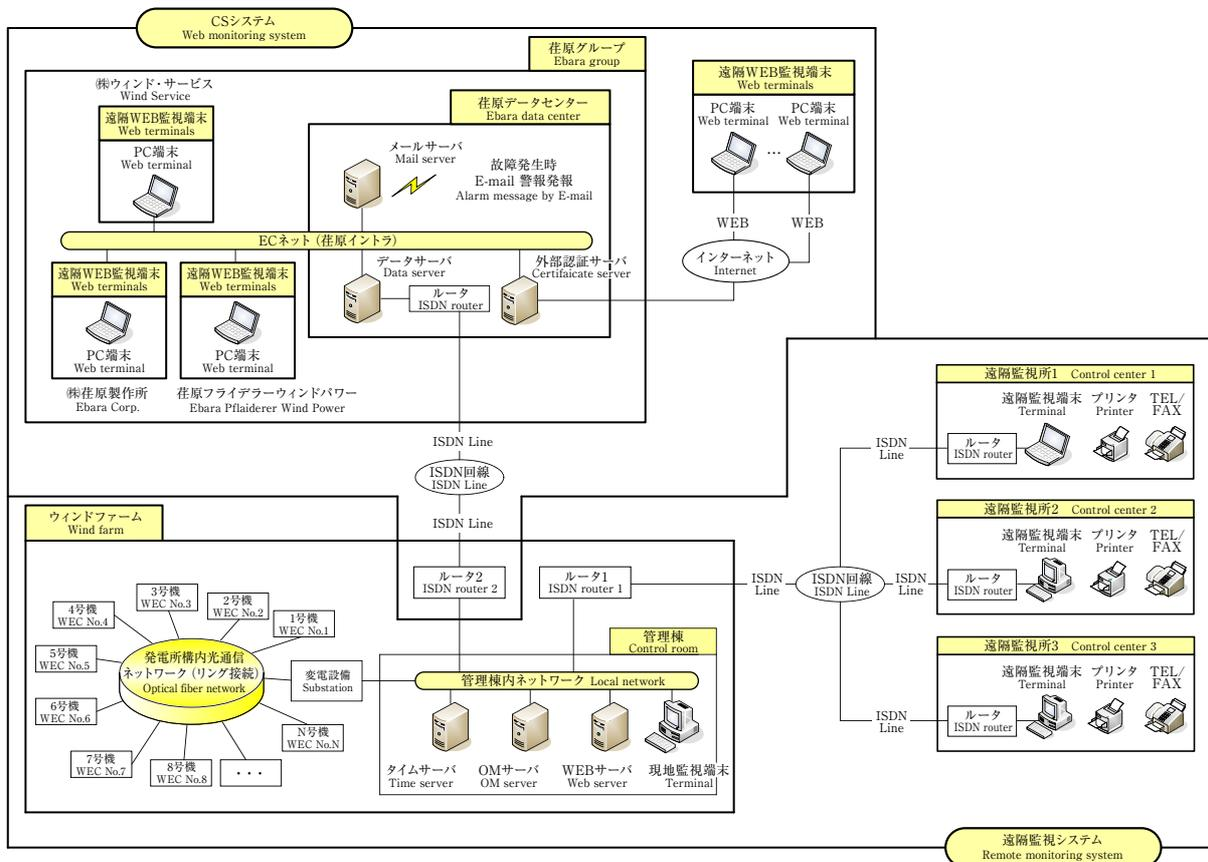 CSシステム
Web monitoring system
荏原グループ
Ebara group
㈱ウィンド・サービス
Wind Service
遠隔WEB監視端末
Web terminals
PC端末
Web terminal
荏原データセンター
Ebara data center
メールサーバ
Mail server
故障発生時
E-mail 警報発報
Alarm message by E-mail
ECネット（荏原イントラ）
遠隔WEB監視端末
Web terminals
PC端末
Web terminal
㈱荏原製作所
Ebara Corp.
遠隔WEB監視端末
Web terminals
PC端末
Web terminal
荏原フライデラーウィンドパワー
Ebara Pflaiderer Wind Power
データサーバ
Data server
ルータ
ISDN router
外部認証サーバ
Certifaicate server
遠隔WEB監視端末
Web terminals
PC端末
Web terminal
PC端末
Web terminal
…
WEB
WEB
インターネット
Internet
ISDN Line
ISDN回線
ISDN Line
ISDN Line
ウィンドファーム
Wind farm
ルータ2
ISDN router 2
ルータ1
ISDN router 1
1号機
WEC No.1
2号機
WEC No.2
3号機
WEC No.3
4号機
WEC No.4
5号機
WEC No.5
6号機
WEC No.6
7号機
WEC No.7
8号機
WEC No.8
・・・
N号機
WEC No.N
発電所構内光通信
ネットワーク（リング接続）
Optical fiber network
変電設備
Substation
管理棟
Control room
管理棟内ネットワーク Local network
タイムサーバ
Time server
OMサーバ
OM server
WEBサーバ
Web server
現地監視端末
Terminal
ISDN
Line
ISDN回線
ISDN Line
ISDN
Line
遠隔監視所1 Control center 1
遠隔監視端末
Terminal
プリンタ
Printer
TEL/
FAX
ルータ
ISDN router
ISDN
Line
遠隔監視所2 Control center 2
遠隔監視端末
Terminal
プリンタ
Printer
TEL/
FAX
ルータ
ISDN router
ISDN
Line
遠隔監視所3 Control center 3
遠隔監視端末
Terminal
プリンタ
Printer
TEL/
FAX
ルータ
ISDN router
遠隔監視システム
Remote monitoring system